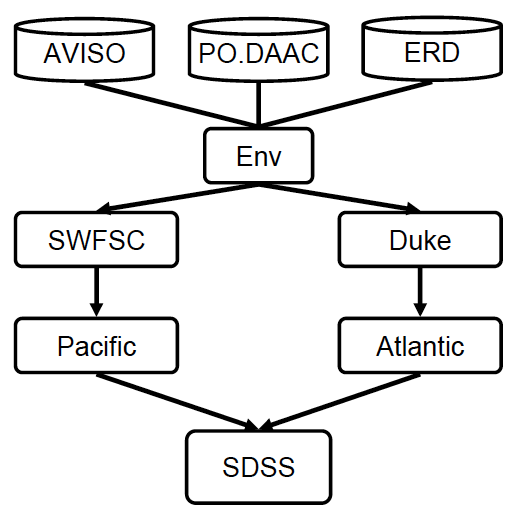 AVISO
PO.DAAC
ERD
Env
SWFSC
Duke
Pacific
Atlantic
SDSS